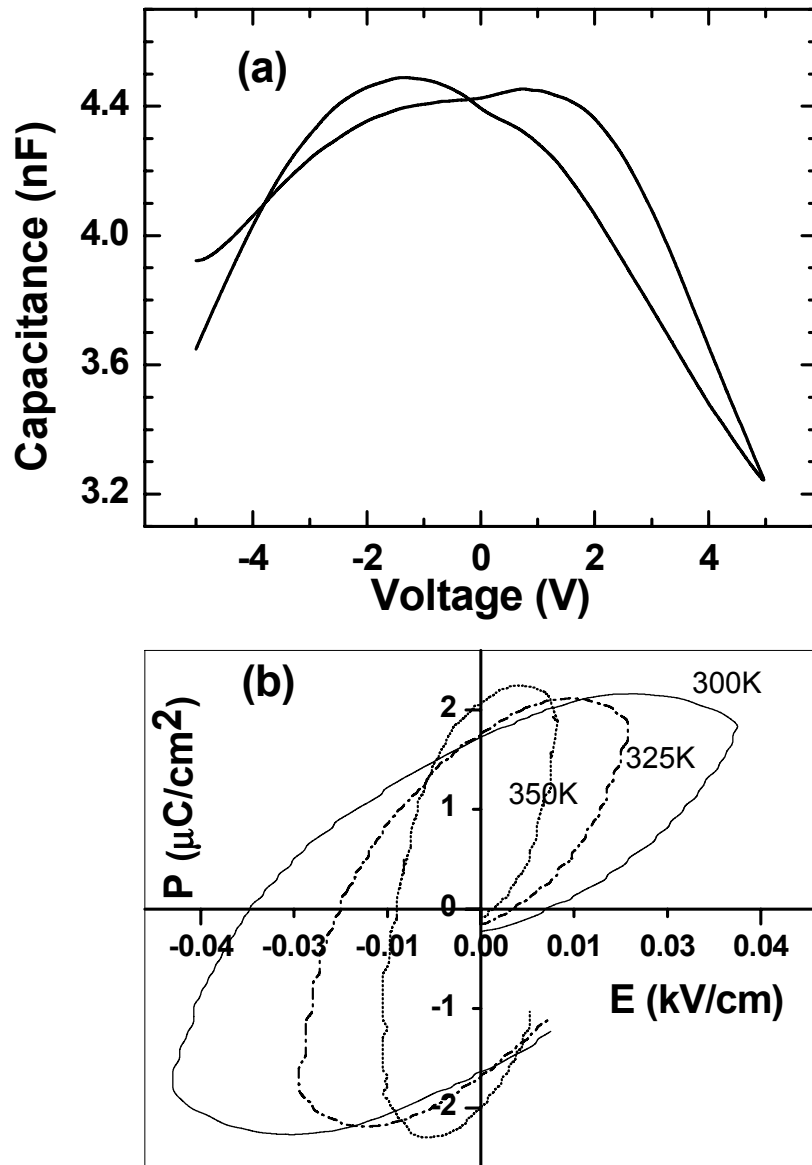 (a)
Capacitance (nF)
4.4
4.0
3.6
3.2
-4
-2
0
2
4
Voltage (V)
(b)
P (μC/cm²)
300K
325K
350K
2
1
0
-1
-2
-0.04
-0.03
-0.01
0.00
0.01
0.03
0.04
E (kV/cm)